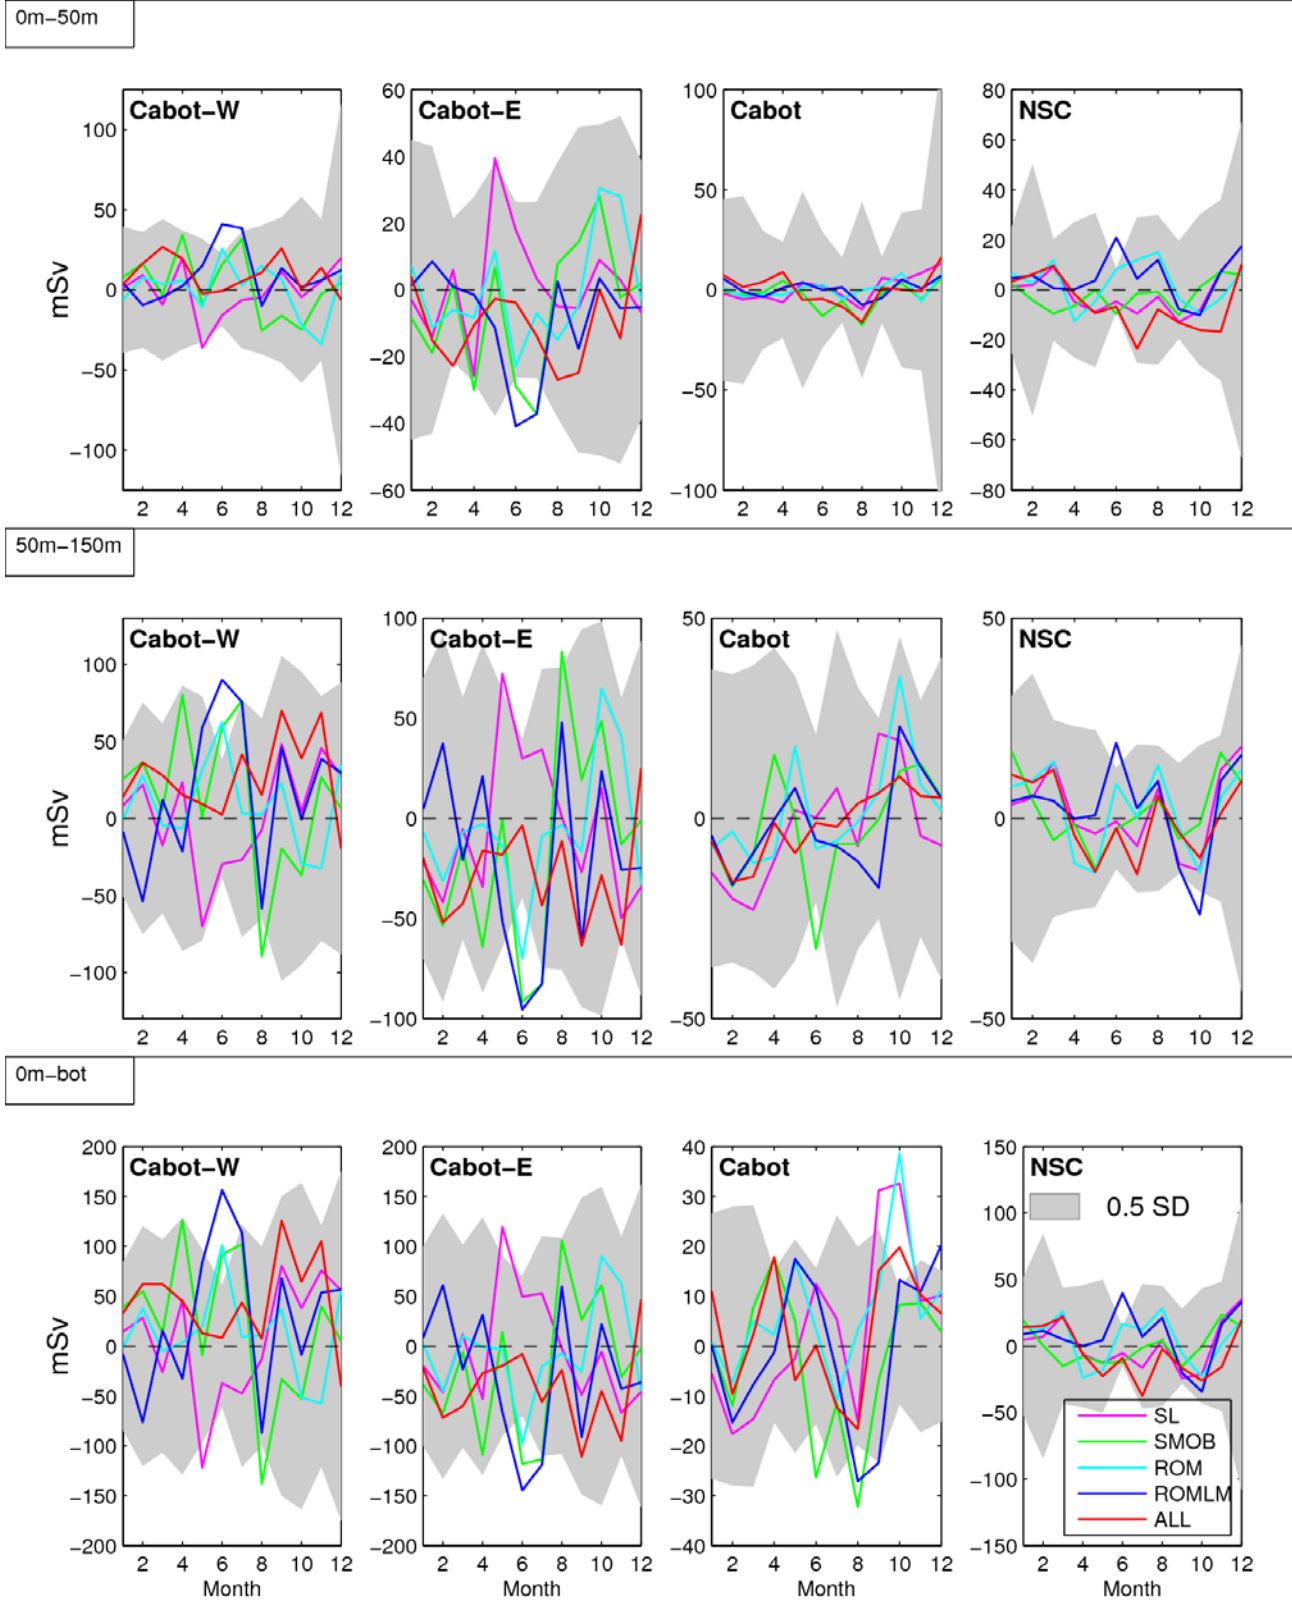 0m−50m
Cabot−W Cabot−E Cabot NSC
100 60 100 80
60
40
50 50 40
20
20
mSv 0 0 0 0
−20
−20
−50 −50 −40
−40
−60
−100
−60 −100 −80
2 4 6 8 10 12 2 4 6 8 10 12 2 4 6 8 10 12 2 4 6 8 10 12
50m−150m
Cabot−W Cabot−E Cabot NSC
100 100 50 50
50 50
mSv 0 0 0 0
−50 −50
−100 −100 −50 −50
2 4 6 8 10 12 2 4 6 8 10 12 2 4 6 8 10 12 2 4 6 8 10 12
0m−bot
Cabot−W Cabot−E Cabot NSC
200 200 40 150
150 150 30
0.5 SD
100 100 20 100
50 50 10 50
mSv 0 0 0 0
−50 −50 −10 −50
−100 −100 −20 −100
−150 −150 −30
−200 −200 −40 −150
SL
SMOB
ROM
ROMLM
ALL
2 4 6 8 10 12 2 4 6 8 10 12 2 4 6 8 10 12 2 4 6 8 10 12
Month Month Month Month